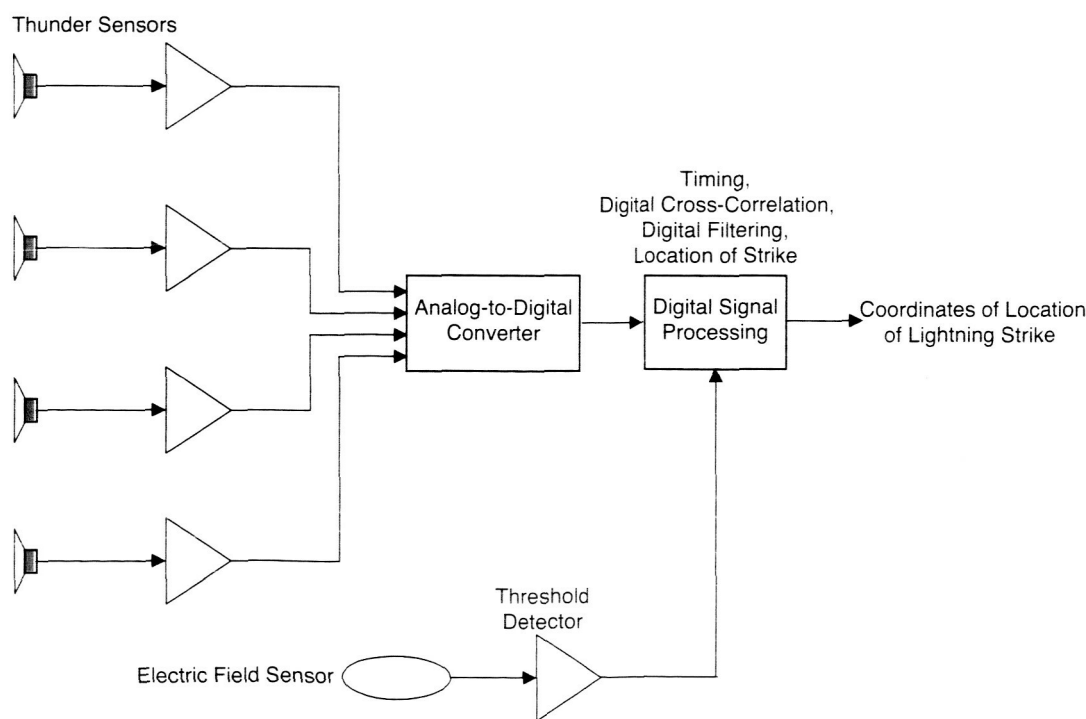 Thunder Sensors
Timing,
Digital Cross-Correlation,
Digital Filtering,
Location of Strike
Analog-to-Digital
Converter
Digital Signal
Processing
Coordinates of Location
of Lightning Strike
Threshold
Detector
Electric Field Sensor